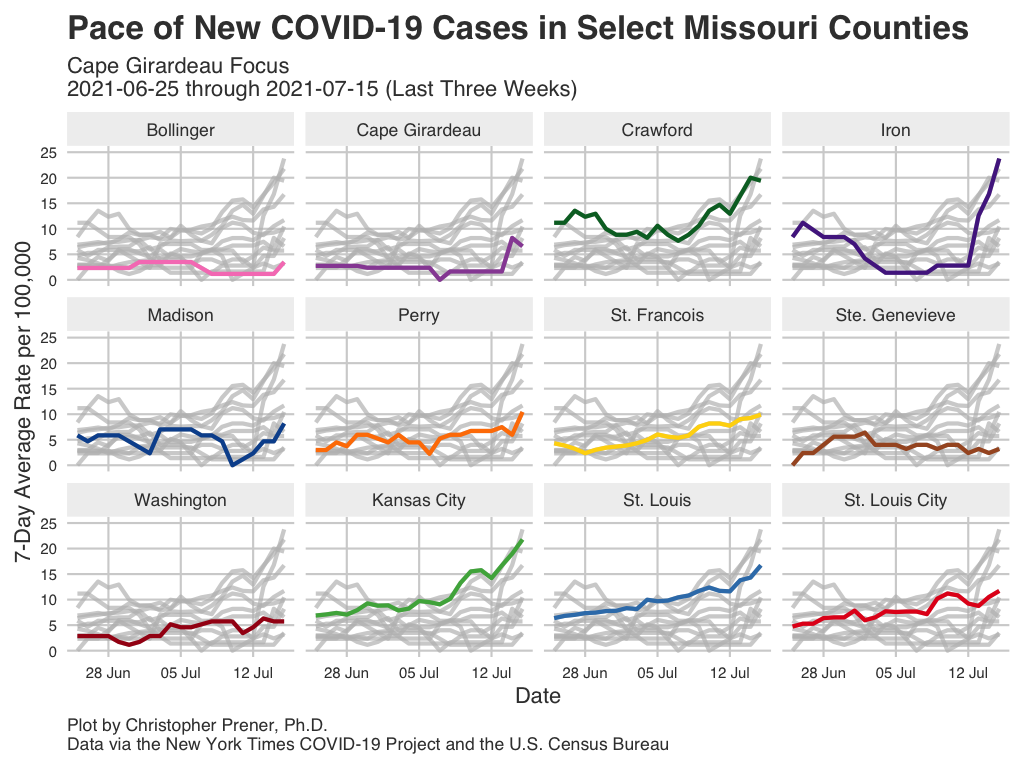 Pace of New COVID-19 Cases in Select Missouri Counties
Cape Girardeau Focus
2021-06-25 through 2021-07-15 (Last Three Weeks)
7-Day Average Rate per 100,000
Bollinger
Cape Girardeau
Crawford
Iron
25
20
15
10
5
0
Madison
Perry
St. Francois
Ste. Genevieve
25
20
15
10
5
0
Washington
Kansas City
St. Louis
St. Louis City
25
20
15
10
5
0
28 Jun 05 Jul 12 Jul
28 Jun 05 Jul 12 Jul
28 Jun 05 Jul 12 Jul
28 Jun 05 Jul 12 Jul
Date
Plot by Christopher Prener, Ph.D.
Data via the New York Times COVID-19 Project and the U.S. Census Bureau